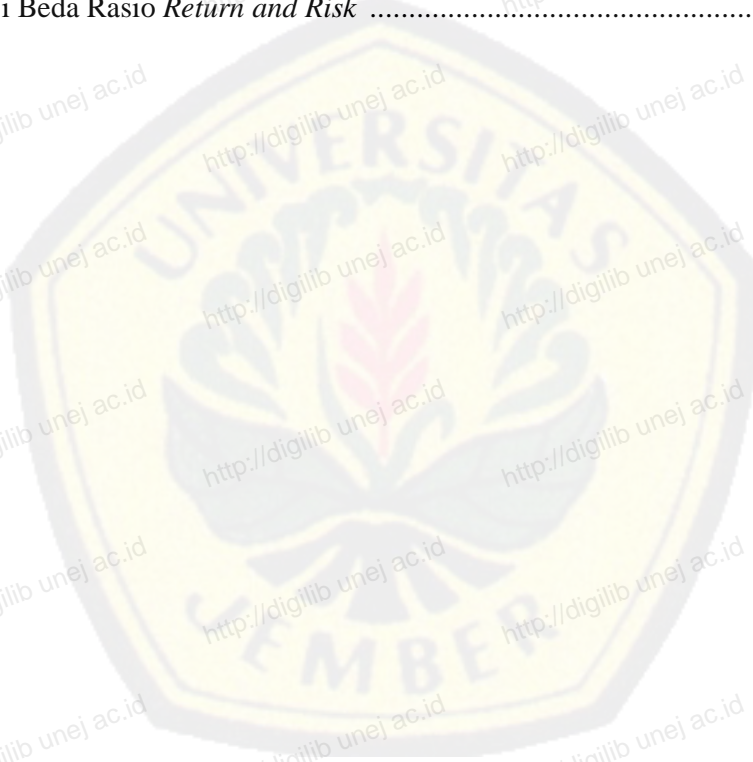 i Beda Rasio Return and Risk ....................................................
http://digilib.unej.ac.id
UNIVERSITAS
JEMBER